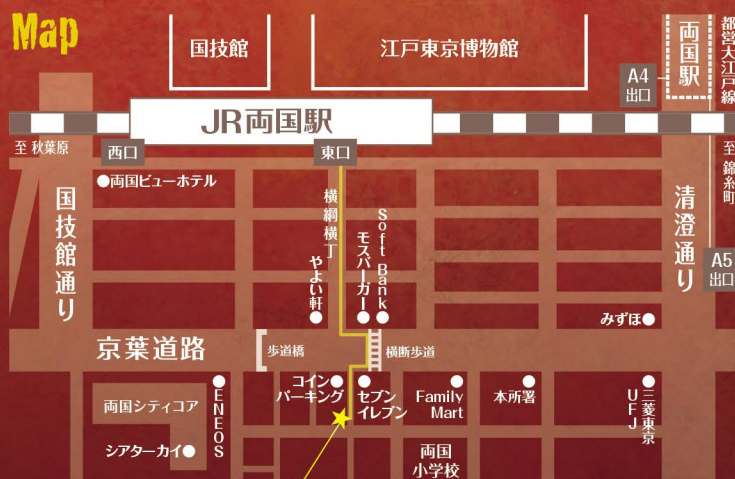 Map
国技館
江戸東京博物館
両国駅
都営大江戸線
A4
出口
JR両国駅
至 秋葉原
西口
東口
至 錦糸町
両国ビューホテル
国技館通り
横綱横丁
やよい軒
モスバーガー
Soft Bank
清澄通り
A5
出口
みずほ
京葉道路
歩道橋
横断歩道
両国シティコア
シアターカイ
ENEOS
コイン
パーキング
セブン
イレブン
Family
Mart
本所署
三菱東京
UFJ
両国
小学校